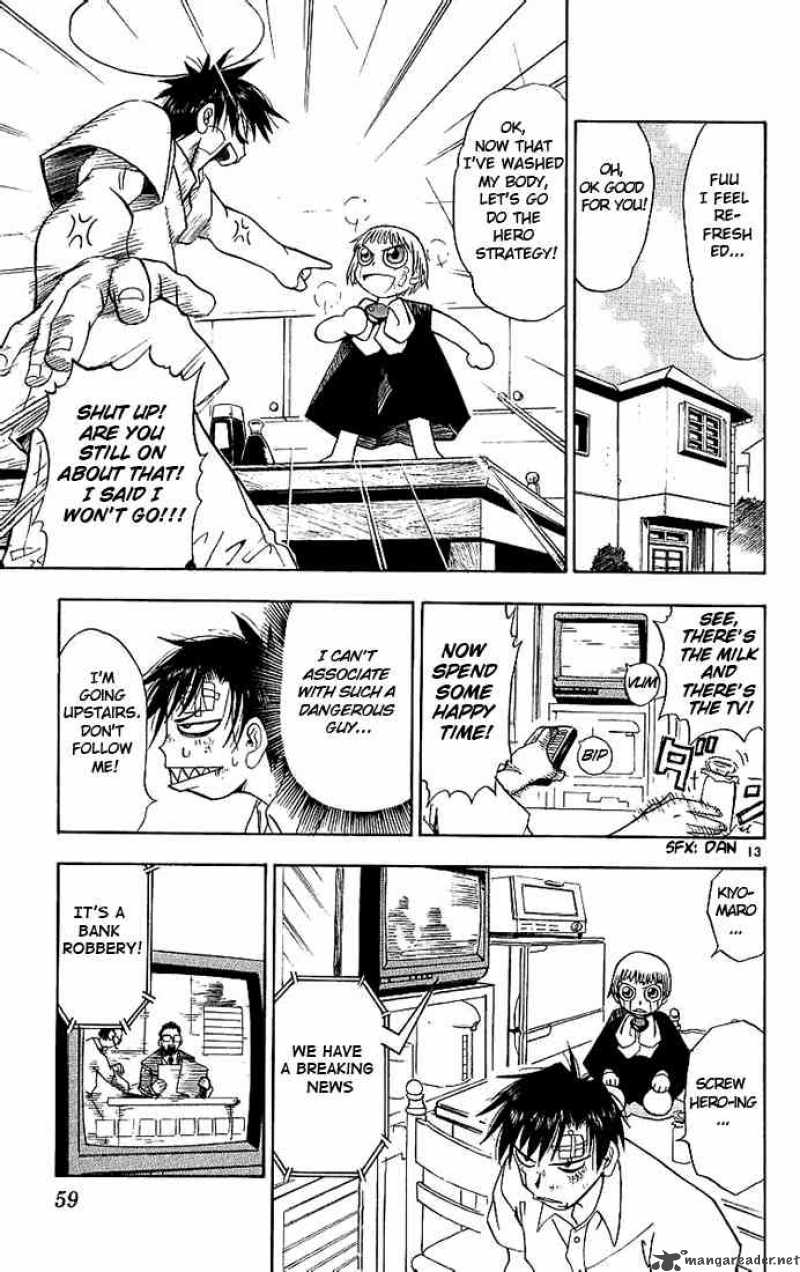 FUU
I FEEL
RE-
FRESH
ED...
OH,
OK GOOD
FOR YOU!
OK,
NOW THAT
I'VE WASHED
MY BODY,
LET'S GO
DO THE
HERO
STRATEGY!
SHUT UP!
ARE YOU
STILL ON
ABOUT THAT!
I SAID I
WON'T GO!!!
SEE,
THERE'S
THE MILK
AND
THERE'S
THE TV!
VUM
BIP
NOW
SPEND
SOME
HAPPY
TIME!
ダン
SFX: DAN
13
I CAN'T
ASSOCIATE
WITH SUCH A
DANGEROUS
GUY...
I'M
GOING
UPSTAIRS.
DON'T
FOLLOW
ME!
KIYO-
MARO
...
SCREW
HERO-ING
...
WE HAVE
A BREAKING
NEWS
IT'S A
BANK
ROBBERY!
59
mangareader.net